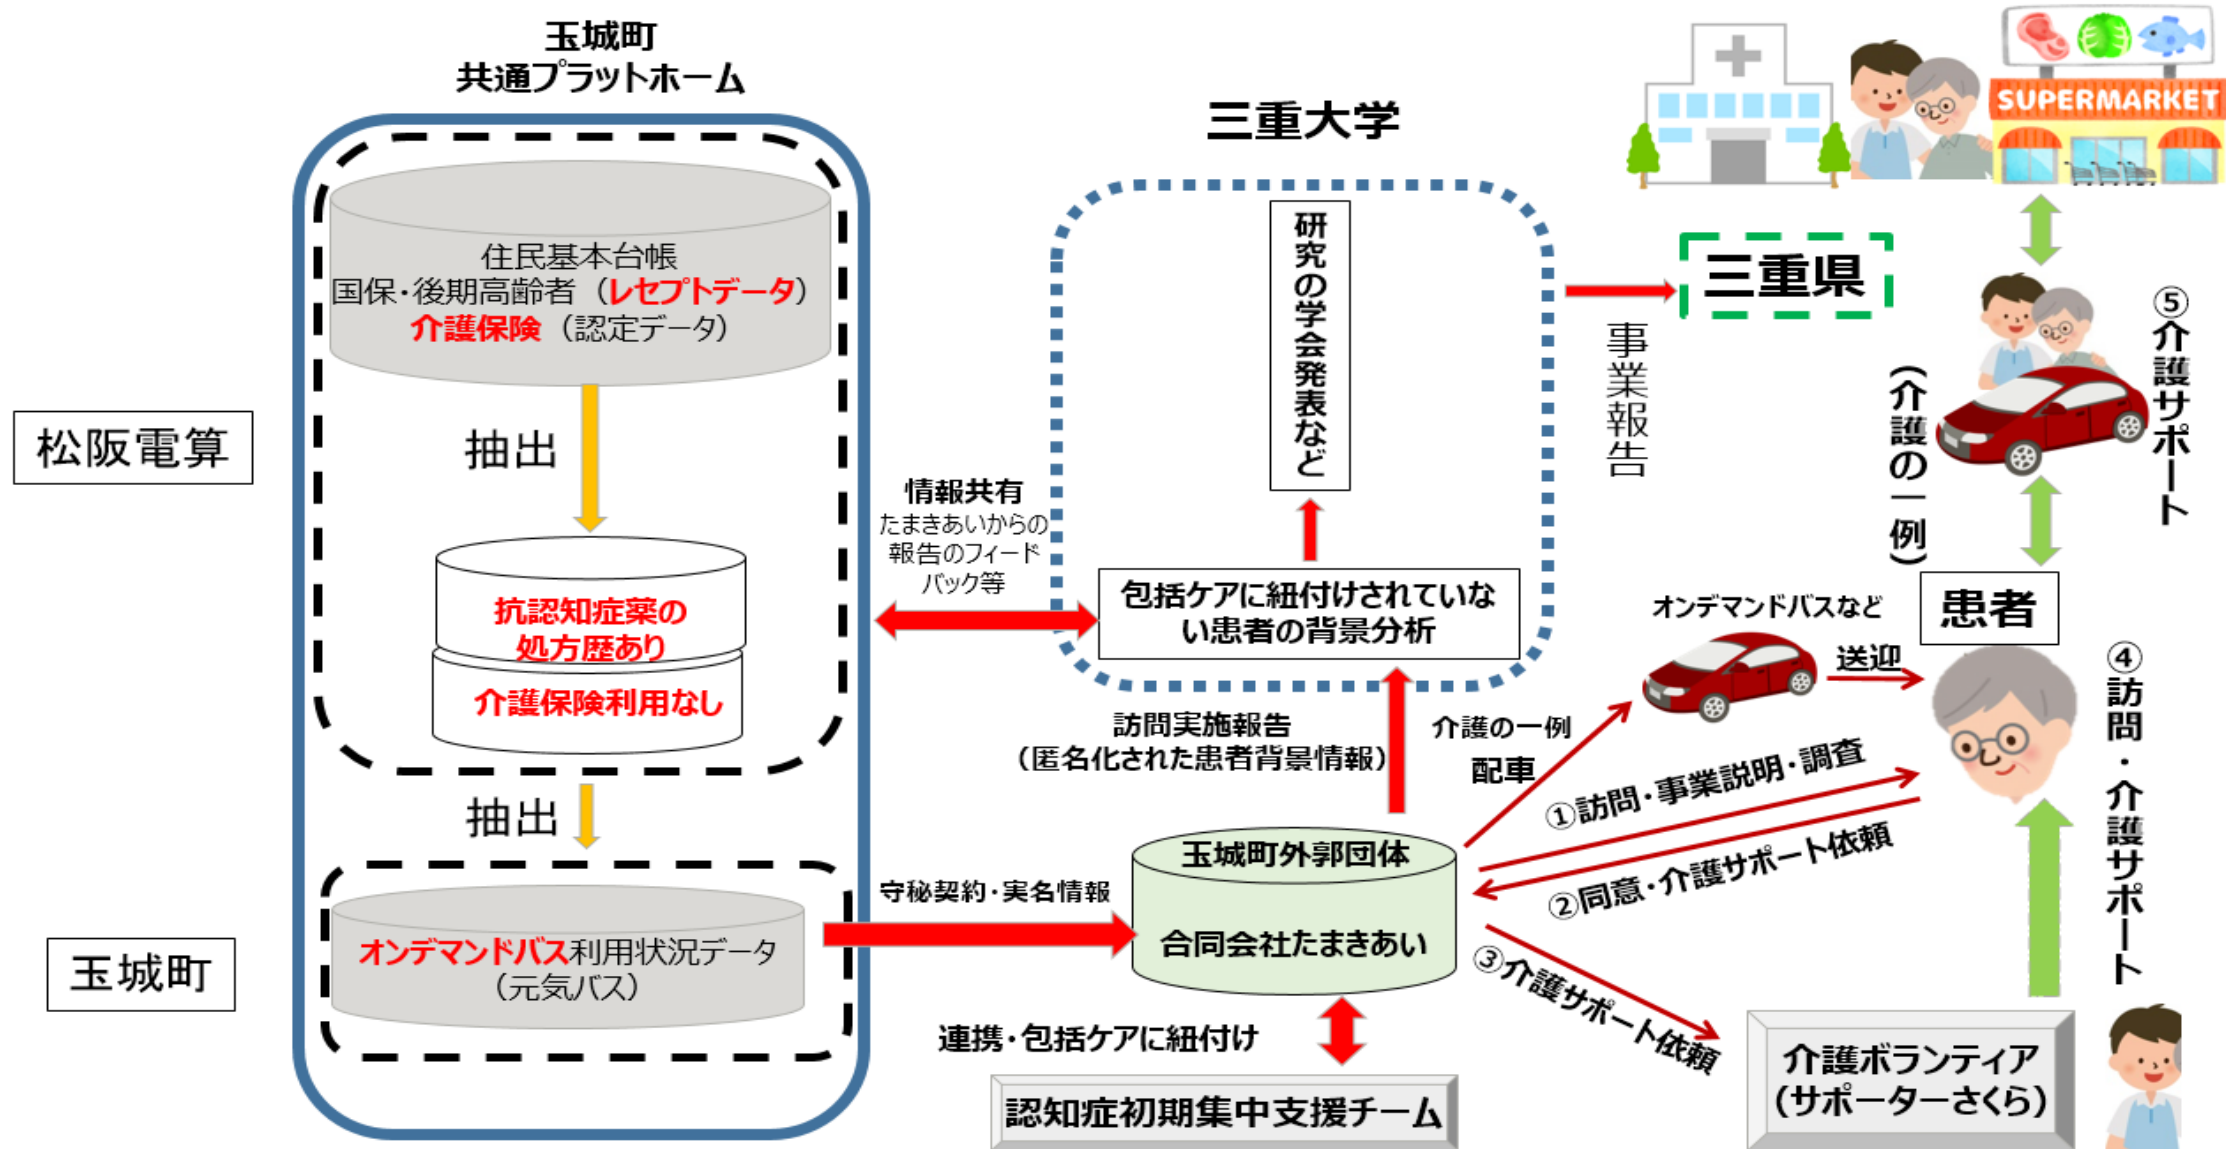 玉城町
共通プラットホーム
住民基本台帳
国保・後期高齢者（レセプトデータ）
介護保険（認定データ）
松阪電算
抽出
抗認知症薬の
処方歴あり
介護保険利用なし
抽出
玉城町
オンデマンドバス利用状況データ
（元気バス）
三重大学
研究の学会発表など
情報共有
たまきあいからの
報告のフィード
バック等
包括ケアに紐付けされていな
い患者の背景分析
訪問実施報告
（匿名化された患者背景情報）
守秘契約・実名情報
玉城町外郭団体
合同会社たまきあい
連携・包括ケアに紐付け
認知症初期集中支援チーム
事業報告
三重県
SUPERMARKET
⑤介護サポート
（介護の一例）
患者
オンデマンドバスなど
送迎
介護の一例
配車
①訪問・事業説明・調査
②同意・介護サポート依頼
③介護サポート依頼
④訪問・介護サポート
介護ボランティア
（サポーターさくら）